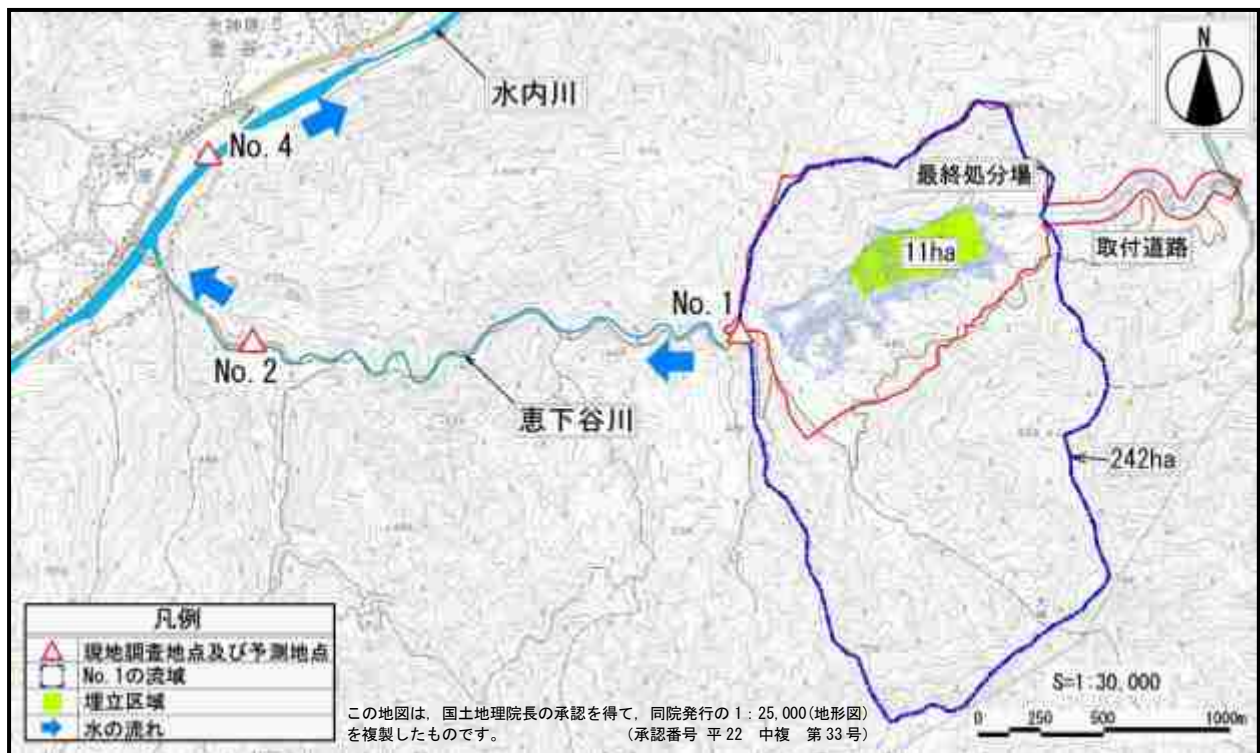 水内川
N
No. 4
最終処分場
11ha
取付道路
No. 1
No. 2
恵下谷川
242ha
凡例
現地調査地点及び予測地点
No.1の流域
埋立区域
水の流れ
この地図は，国土地理院長の承認を得て，同院発行の1：25,000(地形図)
を複製したものです。 (承認番号 平22 中複 第33号)
S=1:30,000
0 250 500 1000m